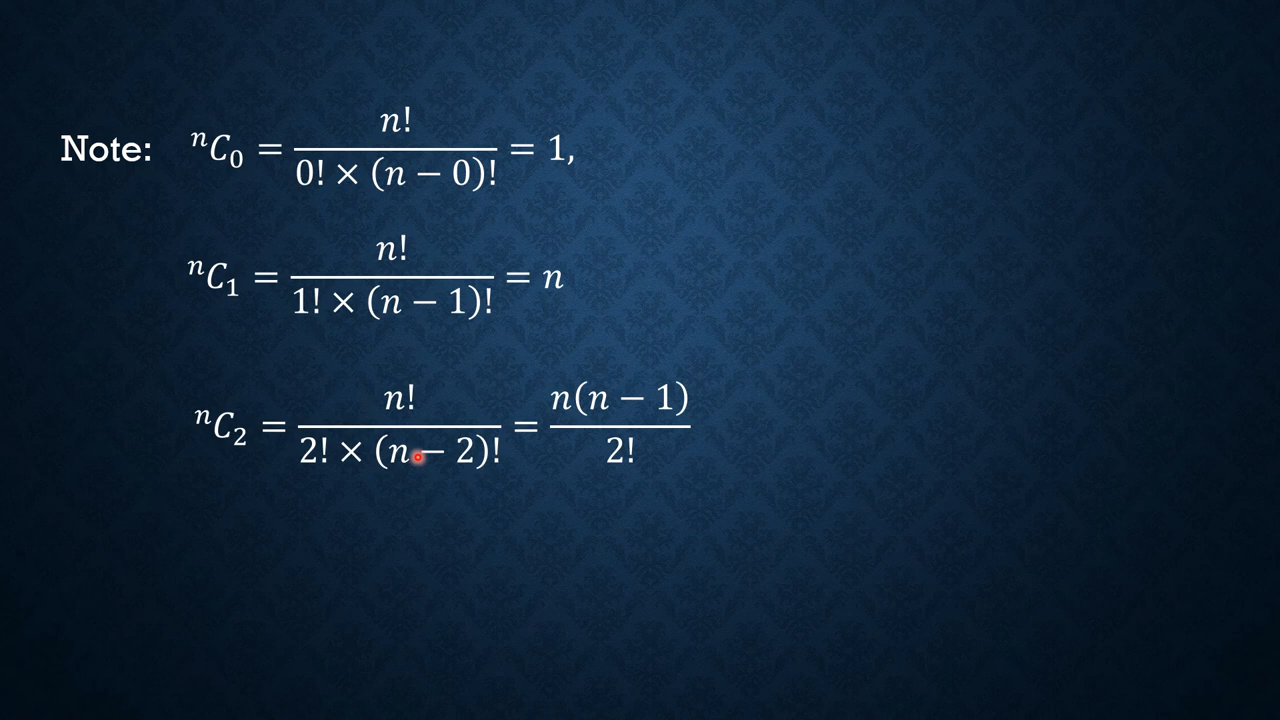 Note: ⁿC₀ = n! / (0! × (n − 0)!) = 1,
ⁿC₁ = n! / (1! × (n − 1)!) = n
ⁿC₂ = n! / (2! × (n − 2)!) = n(n − 1) / 2!